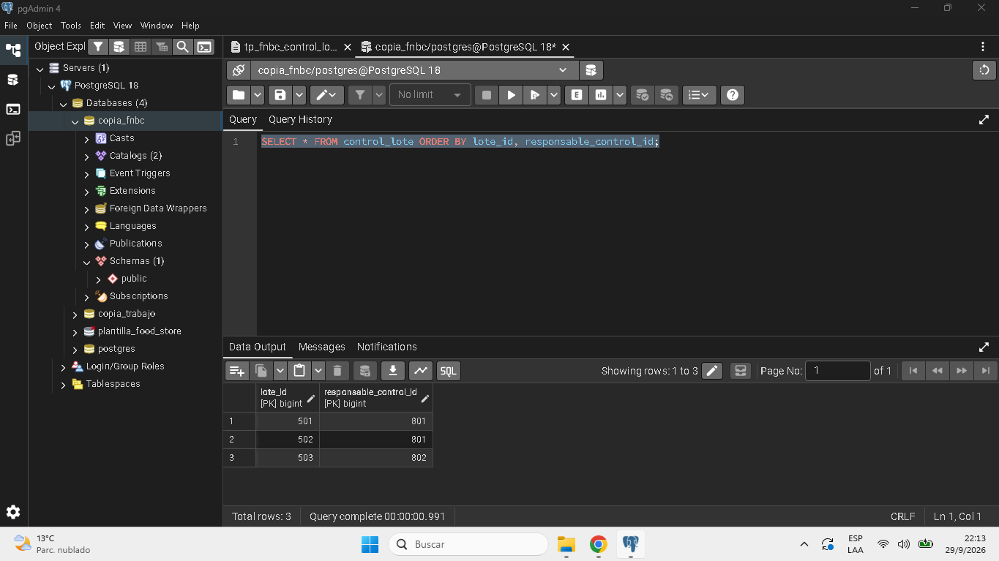 pgAdmin 4
File Object Tools Edit View Window Help
Object Expl
tp_fnbc_control_lo...
copia_fnbc/postgres@PostgreSQL 18*
Servers (1)
PostgreSQL 18
Databases (4)
copia_fnbc
Casts
Catalogs (2)
Event Triggers
Extensions
Foreign Data Wrappers
Languages
Publications
Schemas (1)
public
Subscriptions
copia_trabajo
plantilla_food_store
postgres
Login/Group Roles
Tablespaces
copia_fnbc/postgres@PostgreSQL 18
No limit
E
Query Query History
1 SELECT * FROM control_lote ORDER BY lote_id, responsable_control_id;
Data Output Messages Notifications
SQL Showing rows: 1 to 3 Page No: 1 of 1
lote_id responsable_control_id
[PK] bigint [PK] bigint
1 501 801
2 502 801
3 503 802
Total rows: 3 Query complete 00:00:00.991 CRLF Ln 1, Col 1
13°C
Parc. nublado
Buscar
ESP
LAA
22:13
29/9/2026